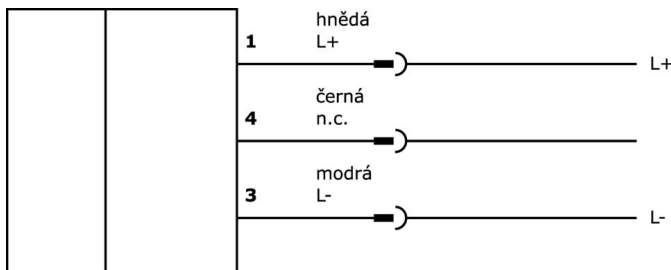 hnědá
1 L+
L+
černá
4 n.c.
modrá
3 L-
L-